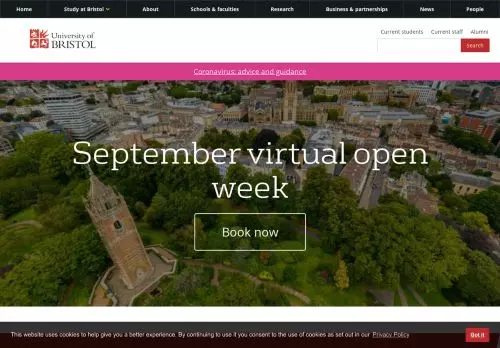 Home Study at Bristol About Schools & faculties Research Business & partnerships News People
Current students Current staff Alumni
University of
BRISTOL
Search
Coronavirus: advice and guidance
September virtual open
week
Book now
This website uses cookies to help give you a better experience. By continuing to use it you consent to the use of cookies as set out in our Privacy Policy
Got it